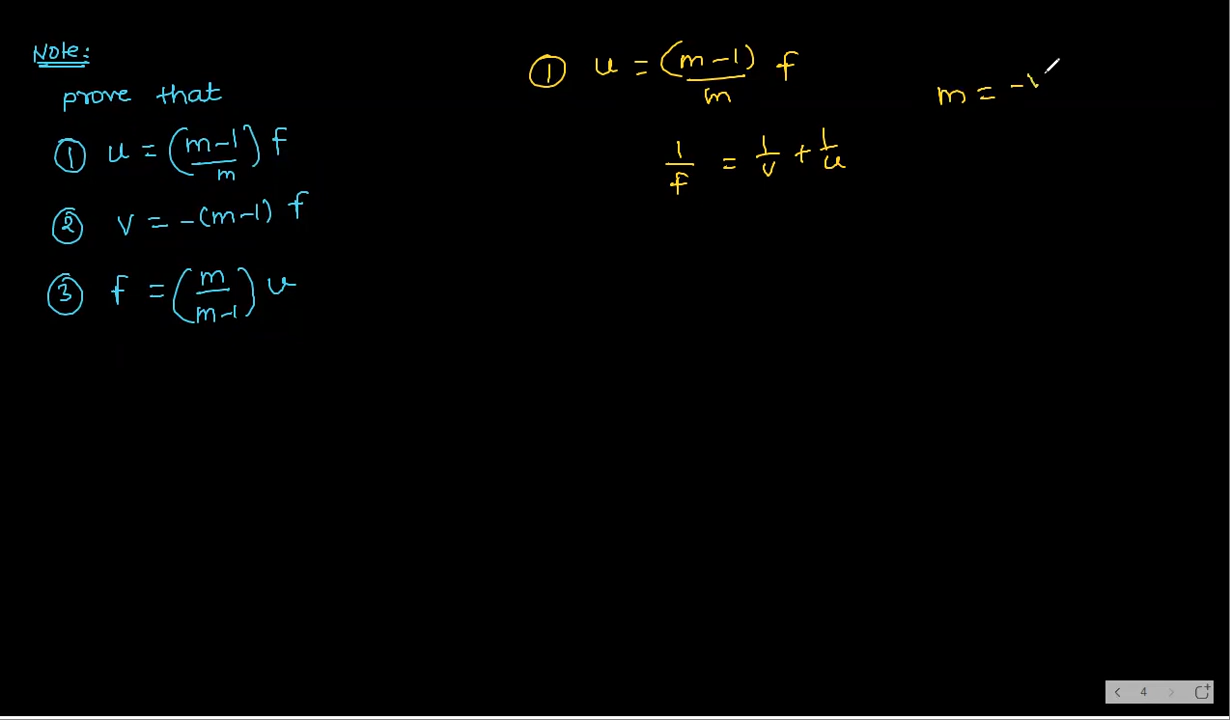 Note:
prove that
① u = (m-1/m) f
② v = -(m-1) f
③ f = (m/m-1) u
① u = (m-1)/m f
1/f = 1/v + 1/u
m = -
4